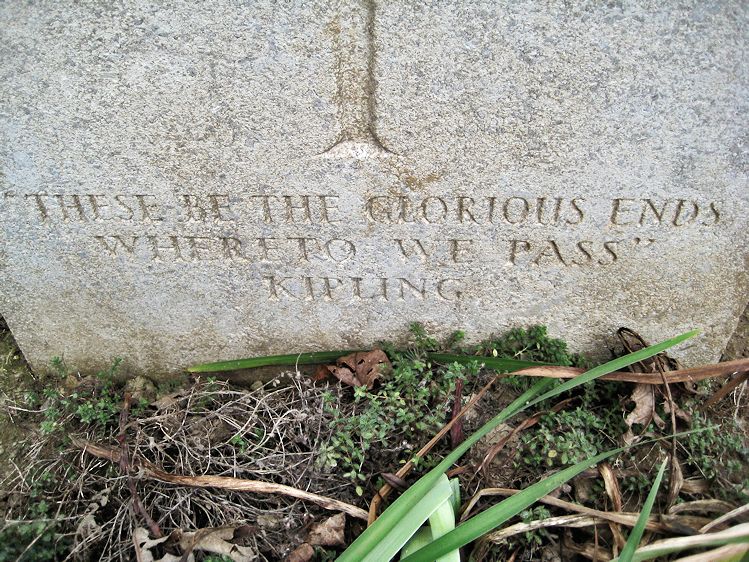 "THESE BE THE GLORIOUS ENDS
WHERETO WE PASS"
KIPLING